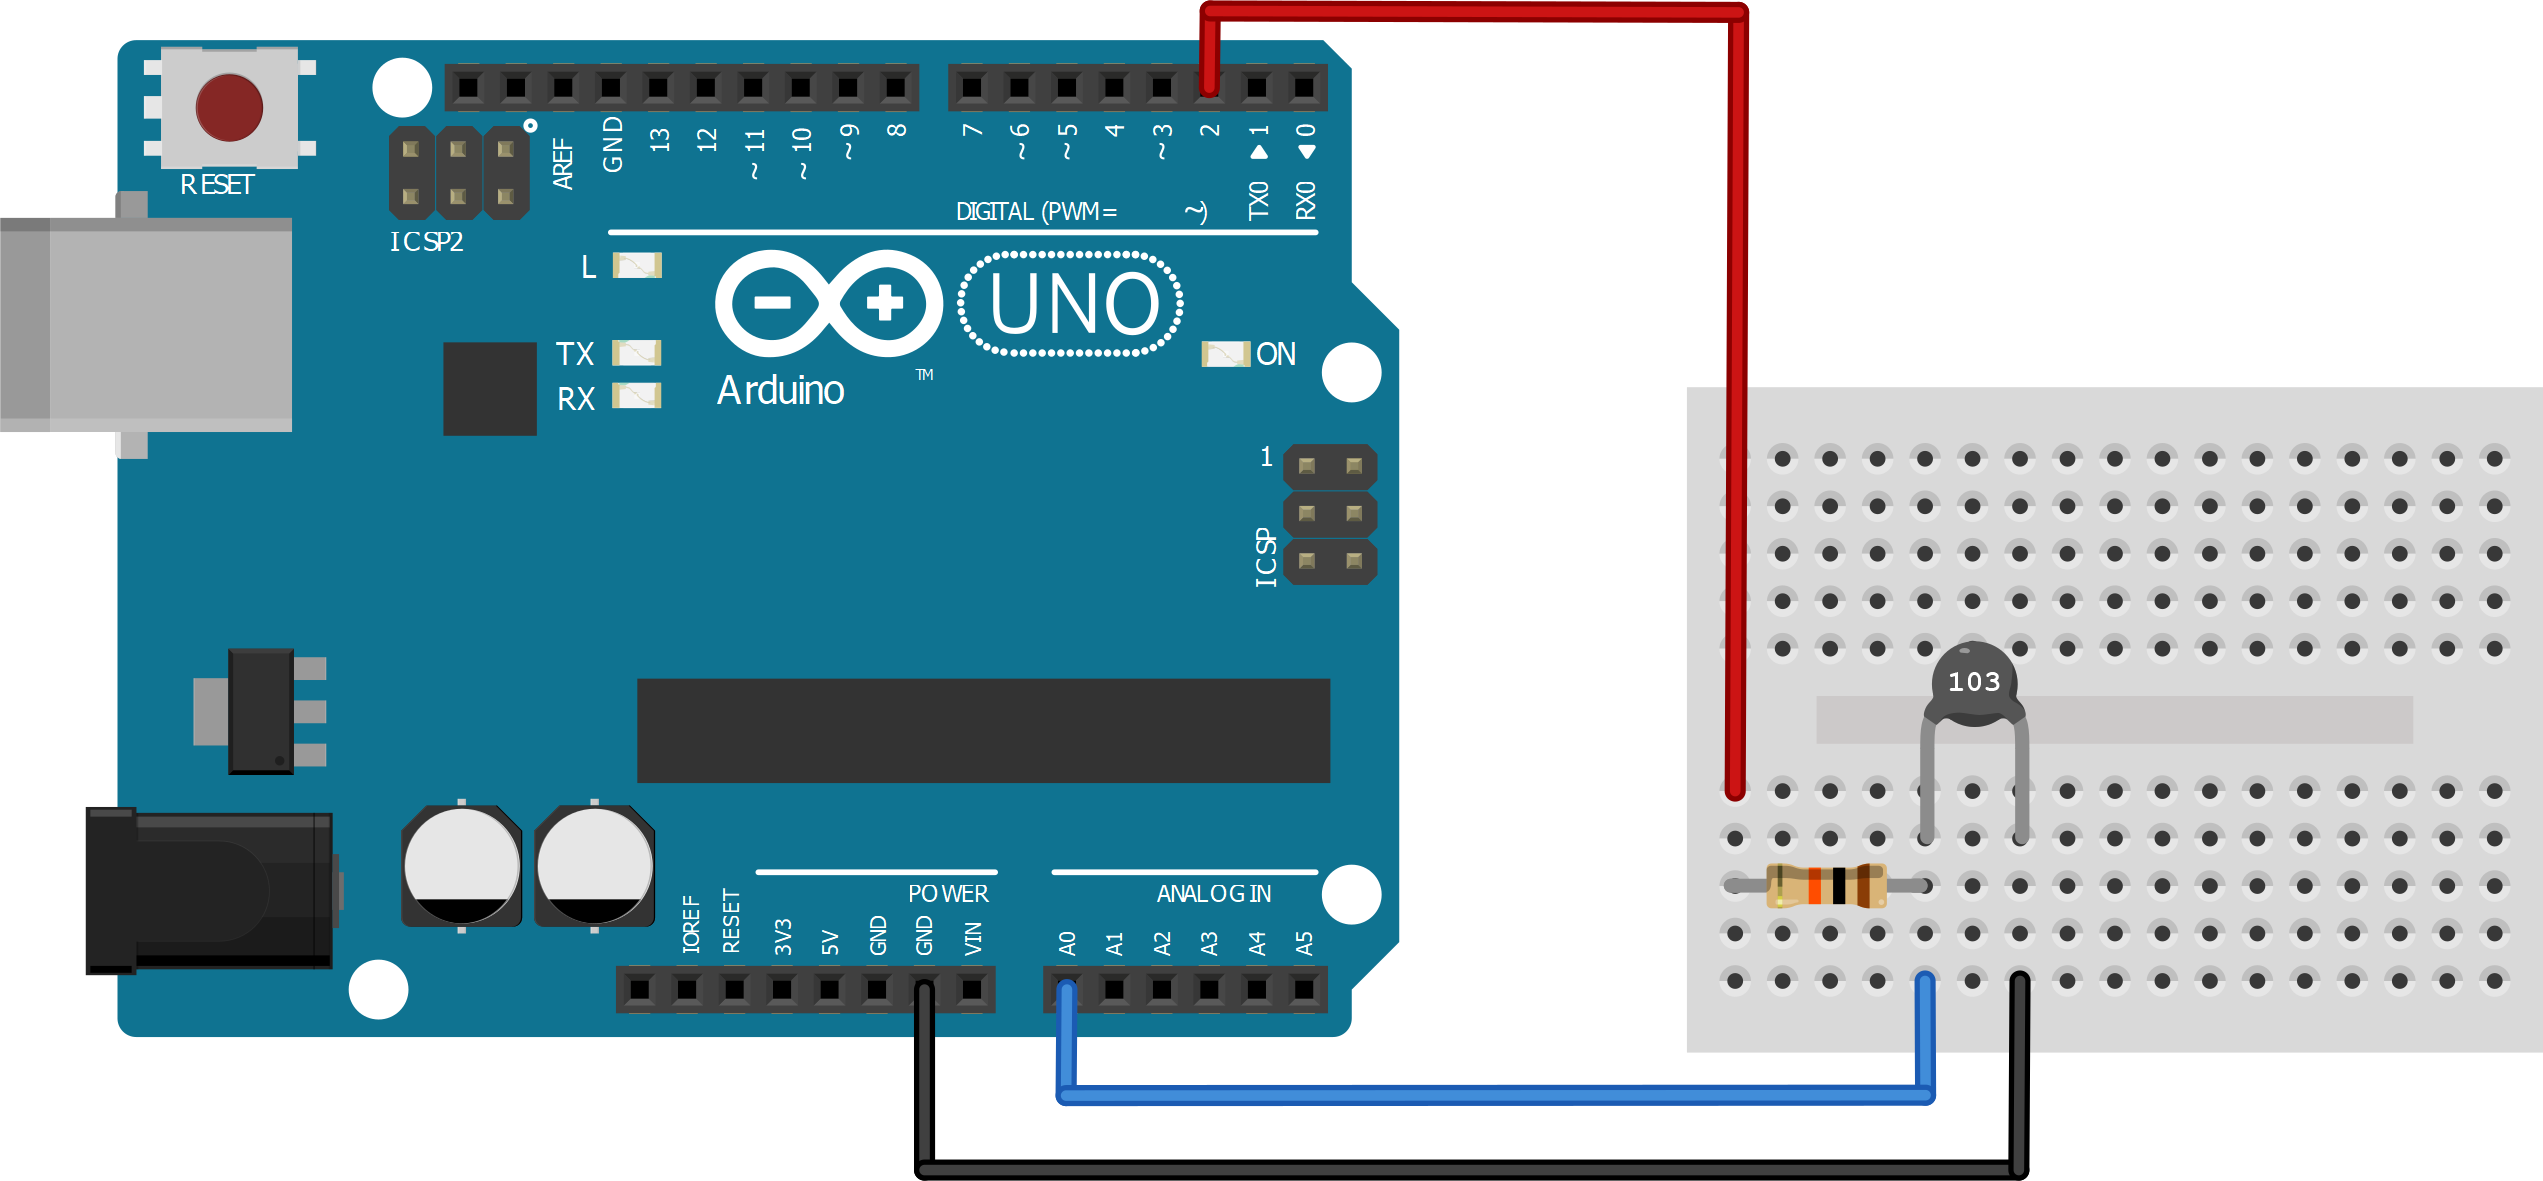 RESET
ICSP2
AREF
GND
13
12
~11
~10
~9
8
7
~6
~5
4
~3
2
TX0 ▶ 1
RX0 ◀ 0
DIGITAL (PWM= ~)
L
TX
RX
UNO
Arduino
TM
ON
1
ICSP
103
POWER
ANALOG IN
IOREF
RESET
3V3
5V
GND
GND
VIN
A0
A1
A2
A3
A4
A5